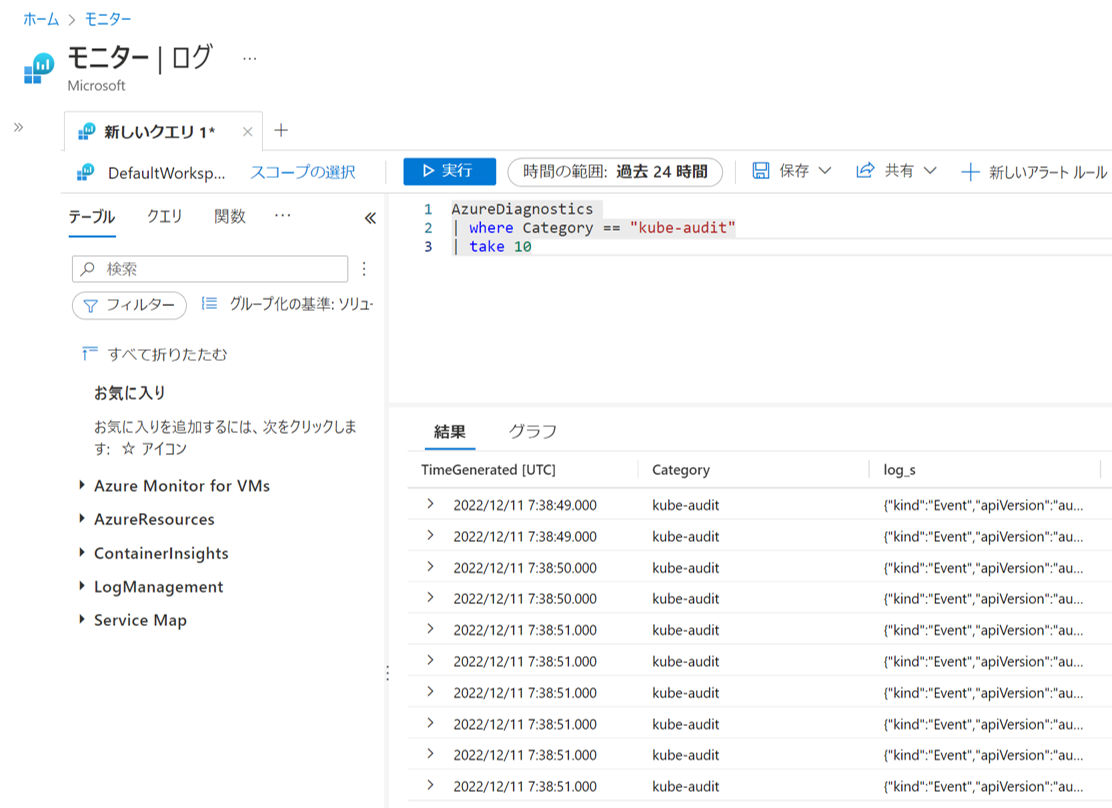 ホーム > モニター
モニター | ログ ...
Microsoft
新しいクエリ 1* × +
DefaultWorksp... スコープの選択 実行 時間の範囲: 過去 24 時間 保存 共有 新しいアラート ルール
テーブル クエリ 関数 ...
検索
フィルター グループ化の基準: ソリュ
すべて折りたたむ
お気に入り
お気に入りを追加するには、次をクリックしま
す: ☆ アイコン
Azure Monitor for VMs
AzureResources
ContainerInsights
LogManagement
Service Map
1 AzureDiagnostics
2 | where Category == "kube-audit"
3 | take 10
結果 グラフ
TimeGenerated [UTC] Category log_s
2022/12/11 7:38:49.000 kube-audit {"kind":"Event","apiVersion":"au...
2022/12/11 7:38:49.000 kube-audit {"kind":"Event","apiVersion":"au...
2022/12/11 7:38:50.000 kube-audit {"kind":"Event","apiVersion":"au...
2022/12/11 7:38:50.000 kube-audit {"kind":"Event","apiVersion":"au...
2022/12/11 7:38:51.000 kube-audit {"kind":"Event","apiVersion":"au...
2022/12/11 7:38:51.000 kube-audit {"kind":"Event","apiVersion":"au...
2022/12/11 7:38:51.000 kube-audit {"kind":"Event","apiVersion":"au...
2022/12/11 7:38:51.000 kube-audit {"kind":"Event","apiVersion":"au...
2022/12/11 7:38:51.000 kube-audit {"kind":"Event","apiVersion":"au...
2022/12/11 7:38:51.000 kube-audit {"kind":"Event","apiVersion":"au...